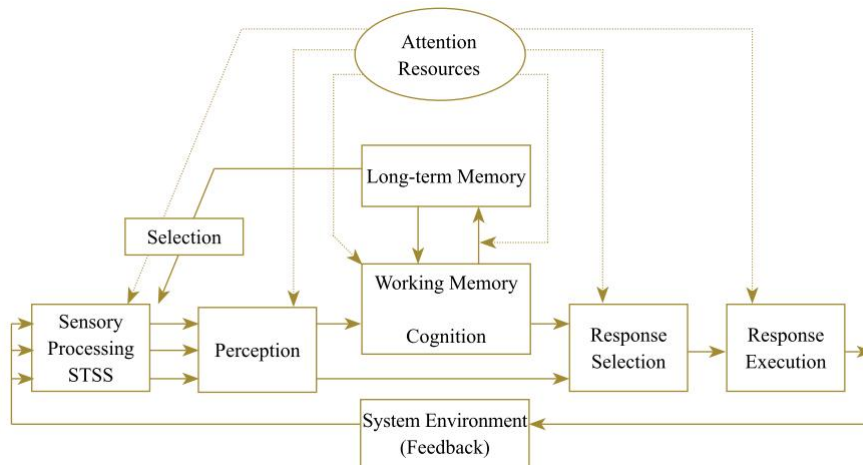 Attention
Resources
Long-term Memory
Selection
Working Memory
Cognition
Sensory
Processing
STSS
Perception
Response
Selection
Response
Execution
System Environment
(Feedback)